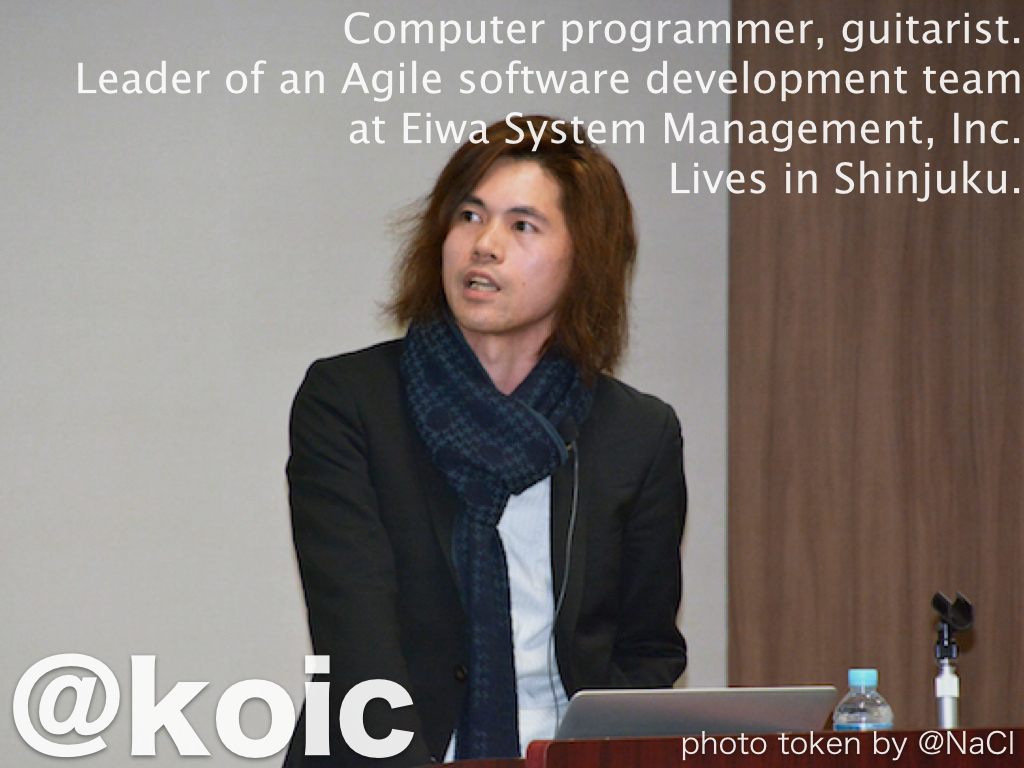 Computer programmer, guitarist.
Leader of an Agile software development team
at Eiwa System Management, Inc.
Lives in Shinjuku.
@koic
photo token by @NaCl